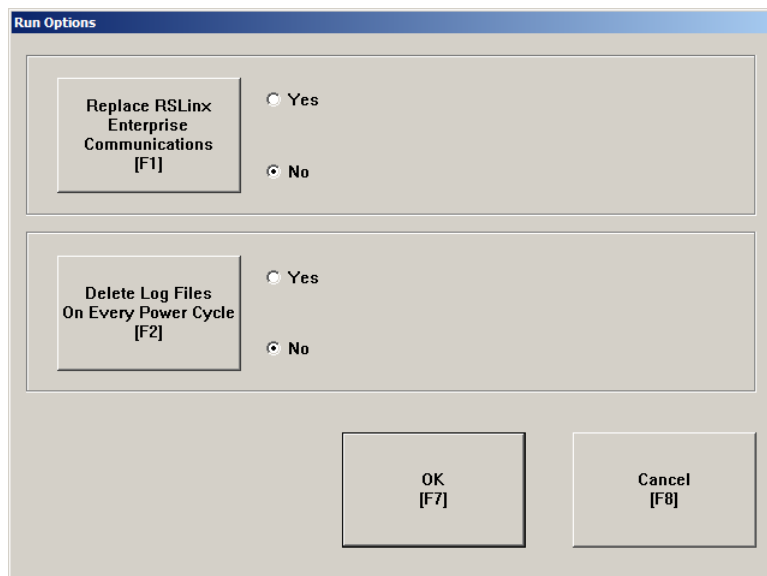 Run Options
Replace RSLinx
Enterprise
Communications
[F1]
Yes
No
Delete Log Files
On Every Power Cycle
[F2]
Yes
No
OK
[F7]
Cancel
[F8]